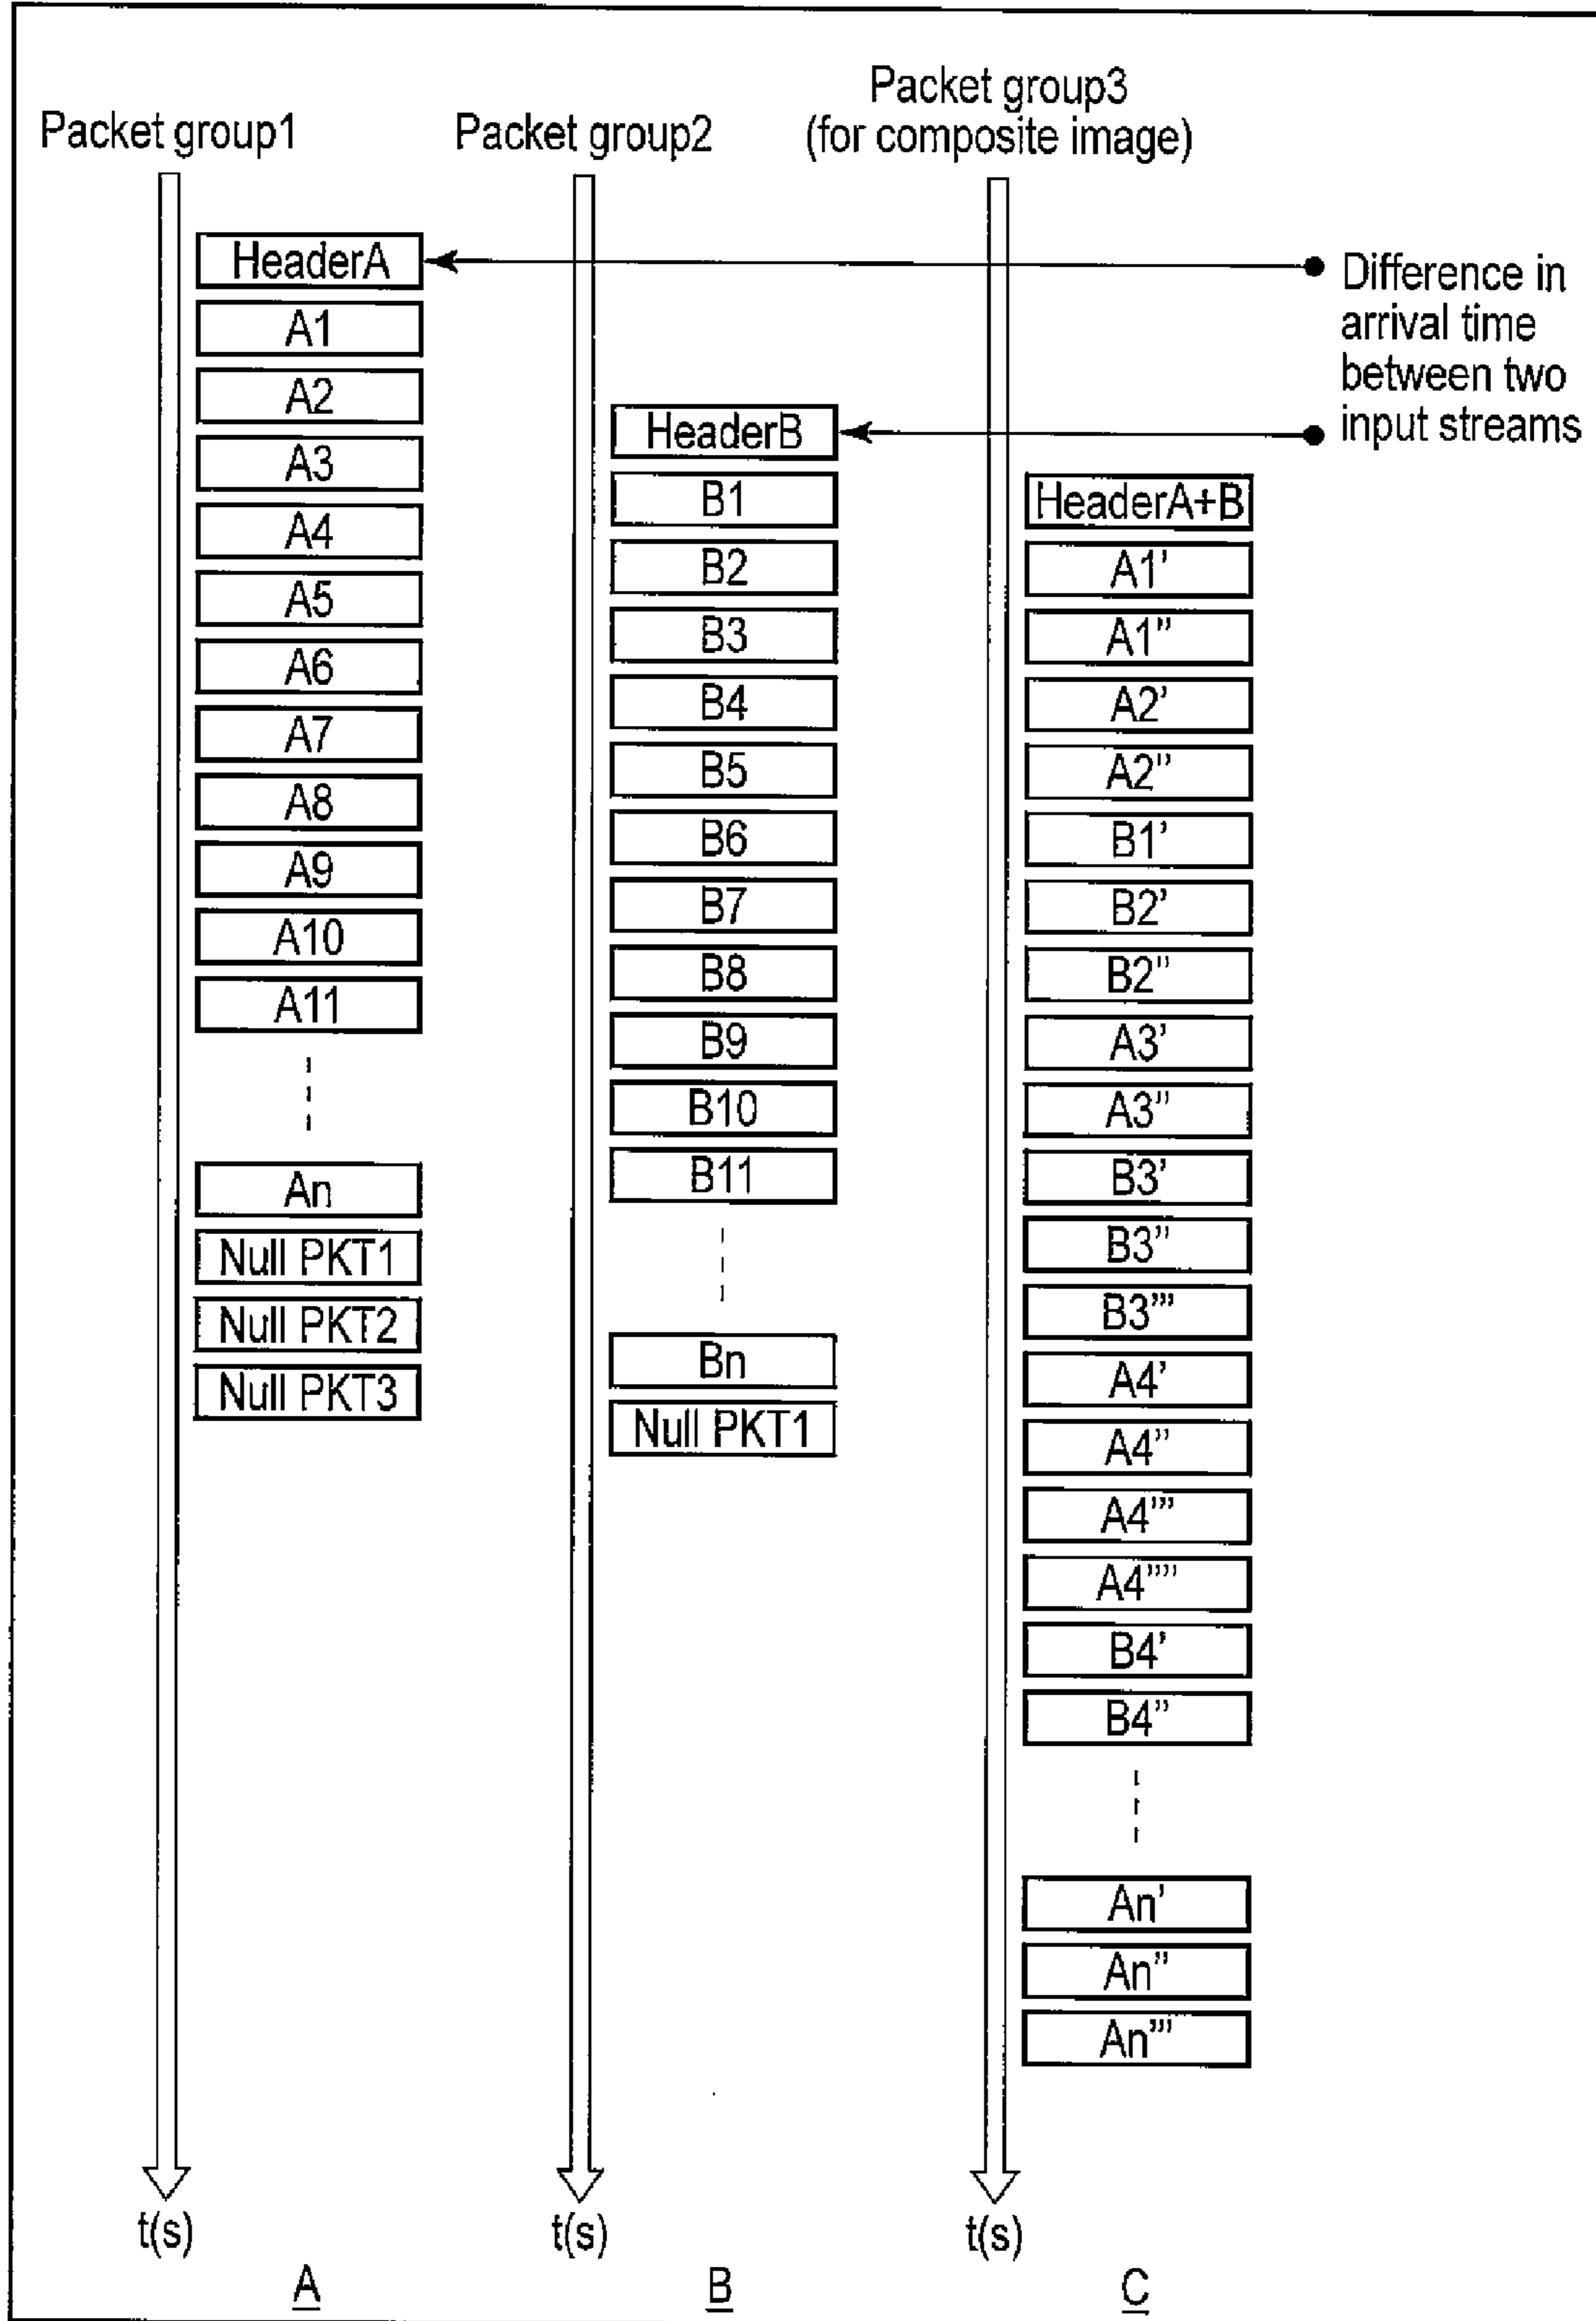 Packet group1
Packet group2
Packet group3
(for composite image)
HeaderA
A1
A2
A3
A4
A5
A6
A7
A8
A9
A10
A11
An
Null PKT1
Null PKT2
Null PKT3
t(s)
A
HeaderB
B1
B2
B3
B4
B5
B6
B7
B8
B9
B10
B11
Bn
Null PKT1
t(s)
B
HeaderA+B
A1'
A1"
A2'
A2"
B1'
B2'
B2"
A3'
A3"
B3'
B3"
B3"'
A4'
A4"
A4"'
A4""
B4'
B4"
An'
An"
An"'
t(s)
C
Difference in
arrival time
between two
input streams